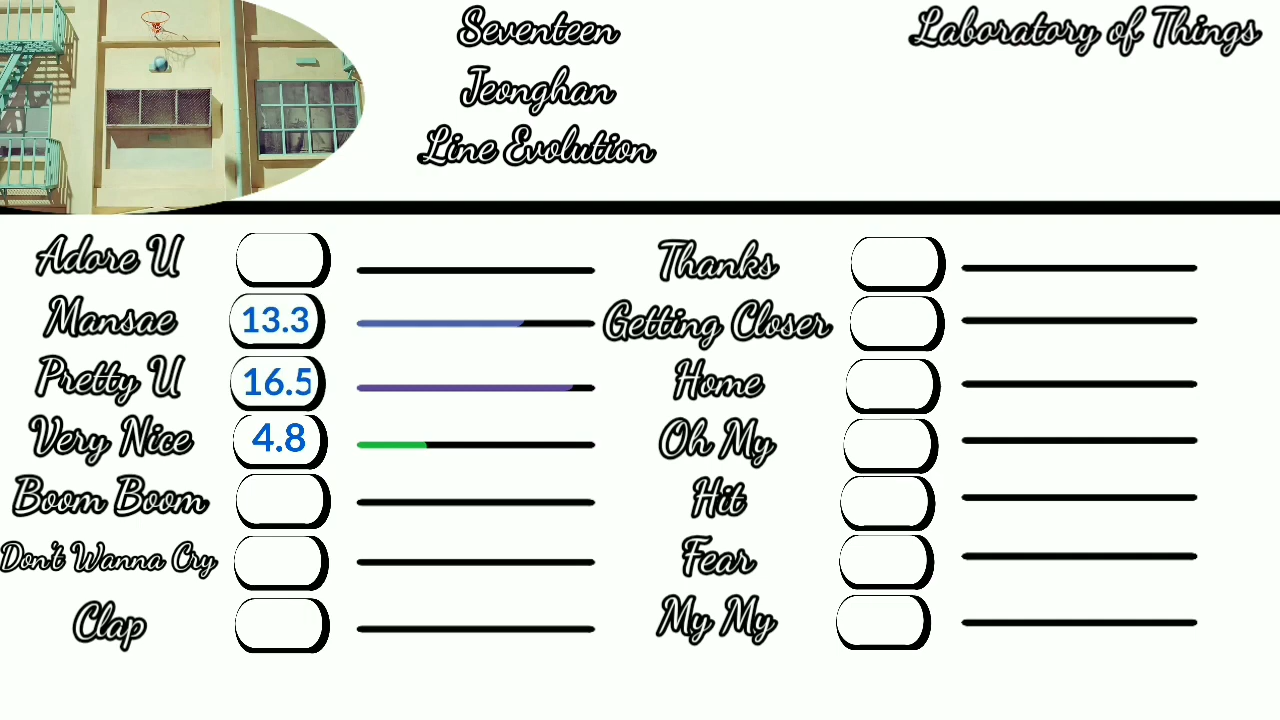 Seventeen
Jeonghan
Line Evolution
Laboratory of Things
Adore U
Mansae 13.3
Pretty U 16.5
Very Nice 4.8
Boom Boom
Don't Wanna Cry
Clap
Thanks
Getting Closer
Home
Oh My
Hit
Fear
My My